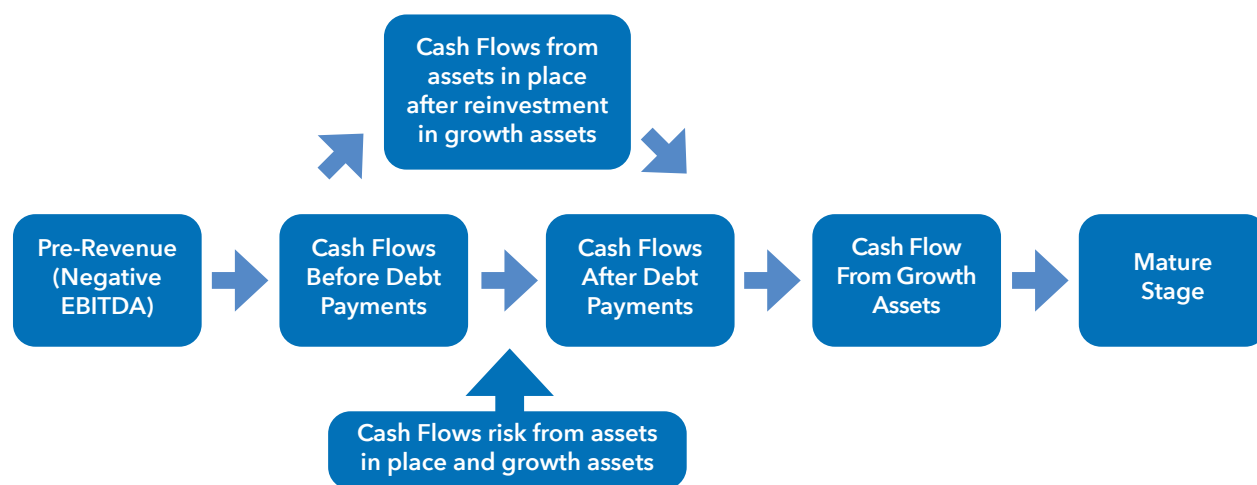 Cash Flows from
assets in place
after reinvestment
in growth assets
Pre-Revenue
(Negative
EBITDA)
Cash Flows
Before Debt
Payments
Cash Flows
After Debt
Payments
Cash Flow
From Growth
Assets
Mature
Stage
Cash Flows risk from assets
in place and growth assets